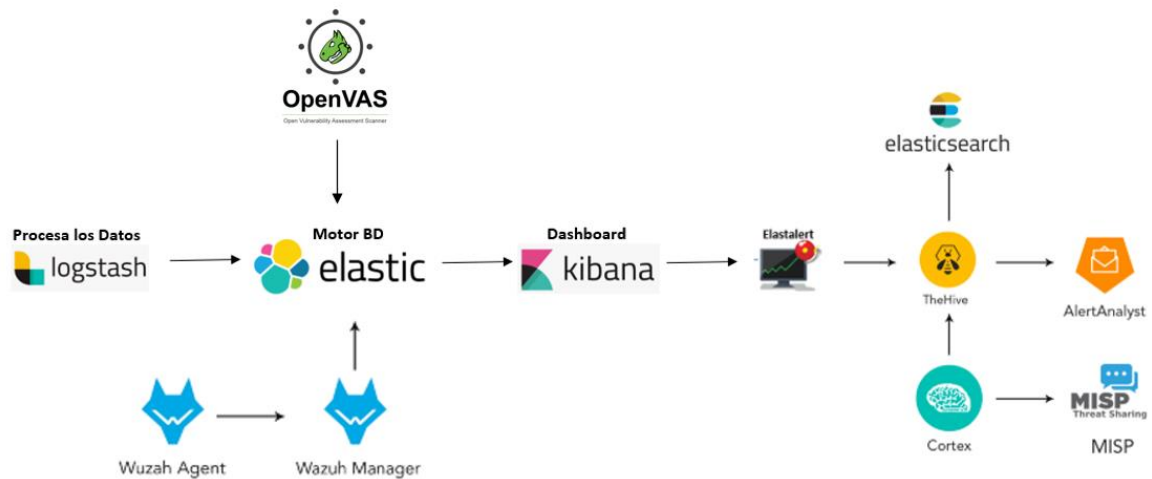 OpenVAS
Open Vulnerability Assessment Scanner
elasticsearch
Procesa los Datos
logstash
Motor BD
elastic
Dashboard
kibana
Elastalert
TheHive
AlertAnalyst
Wuzah Agent
Wazuh Manager
Cortex
MISP
Threat Sharing
MISP